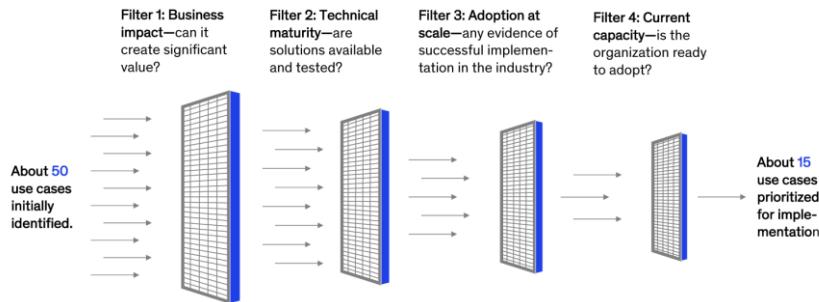 Filter 1: Business
impact—can it
create significant
value?
Filter 2: Technical
maturity—are
solutions available
and tested?
Filter 3: Adoption at
scale—any evidence of
successful implemen-
tation in the industry?
Filter 4: Current
capacity—is the
organization ready
to adopt?
About 50
use cases
initially
identified.
About 15
use cases
prioritized
for imple-
mentation